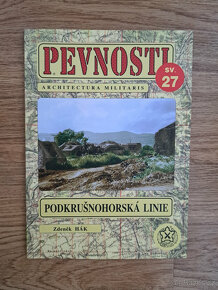 PEVNOSTI
SV.
27
ARCHITECTURA MILITARIS
PODKRUŠNOHORSKÁ LINIE
Zdeněk HÁK